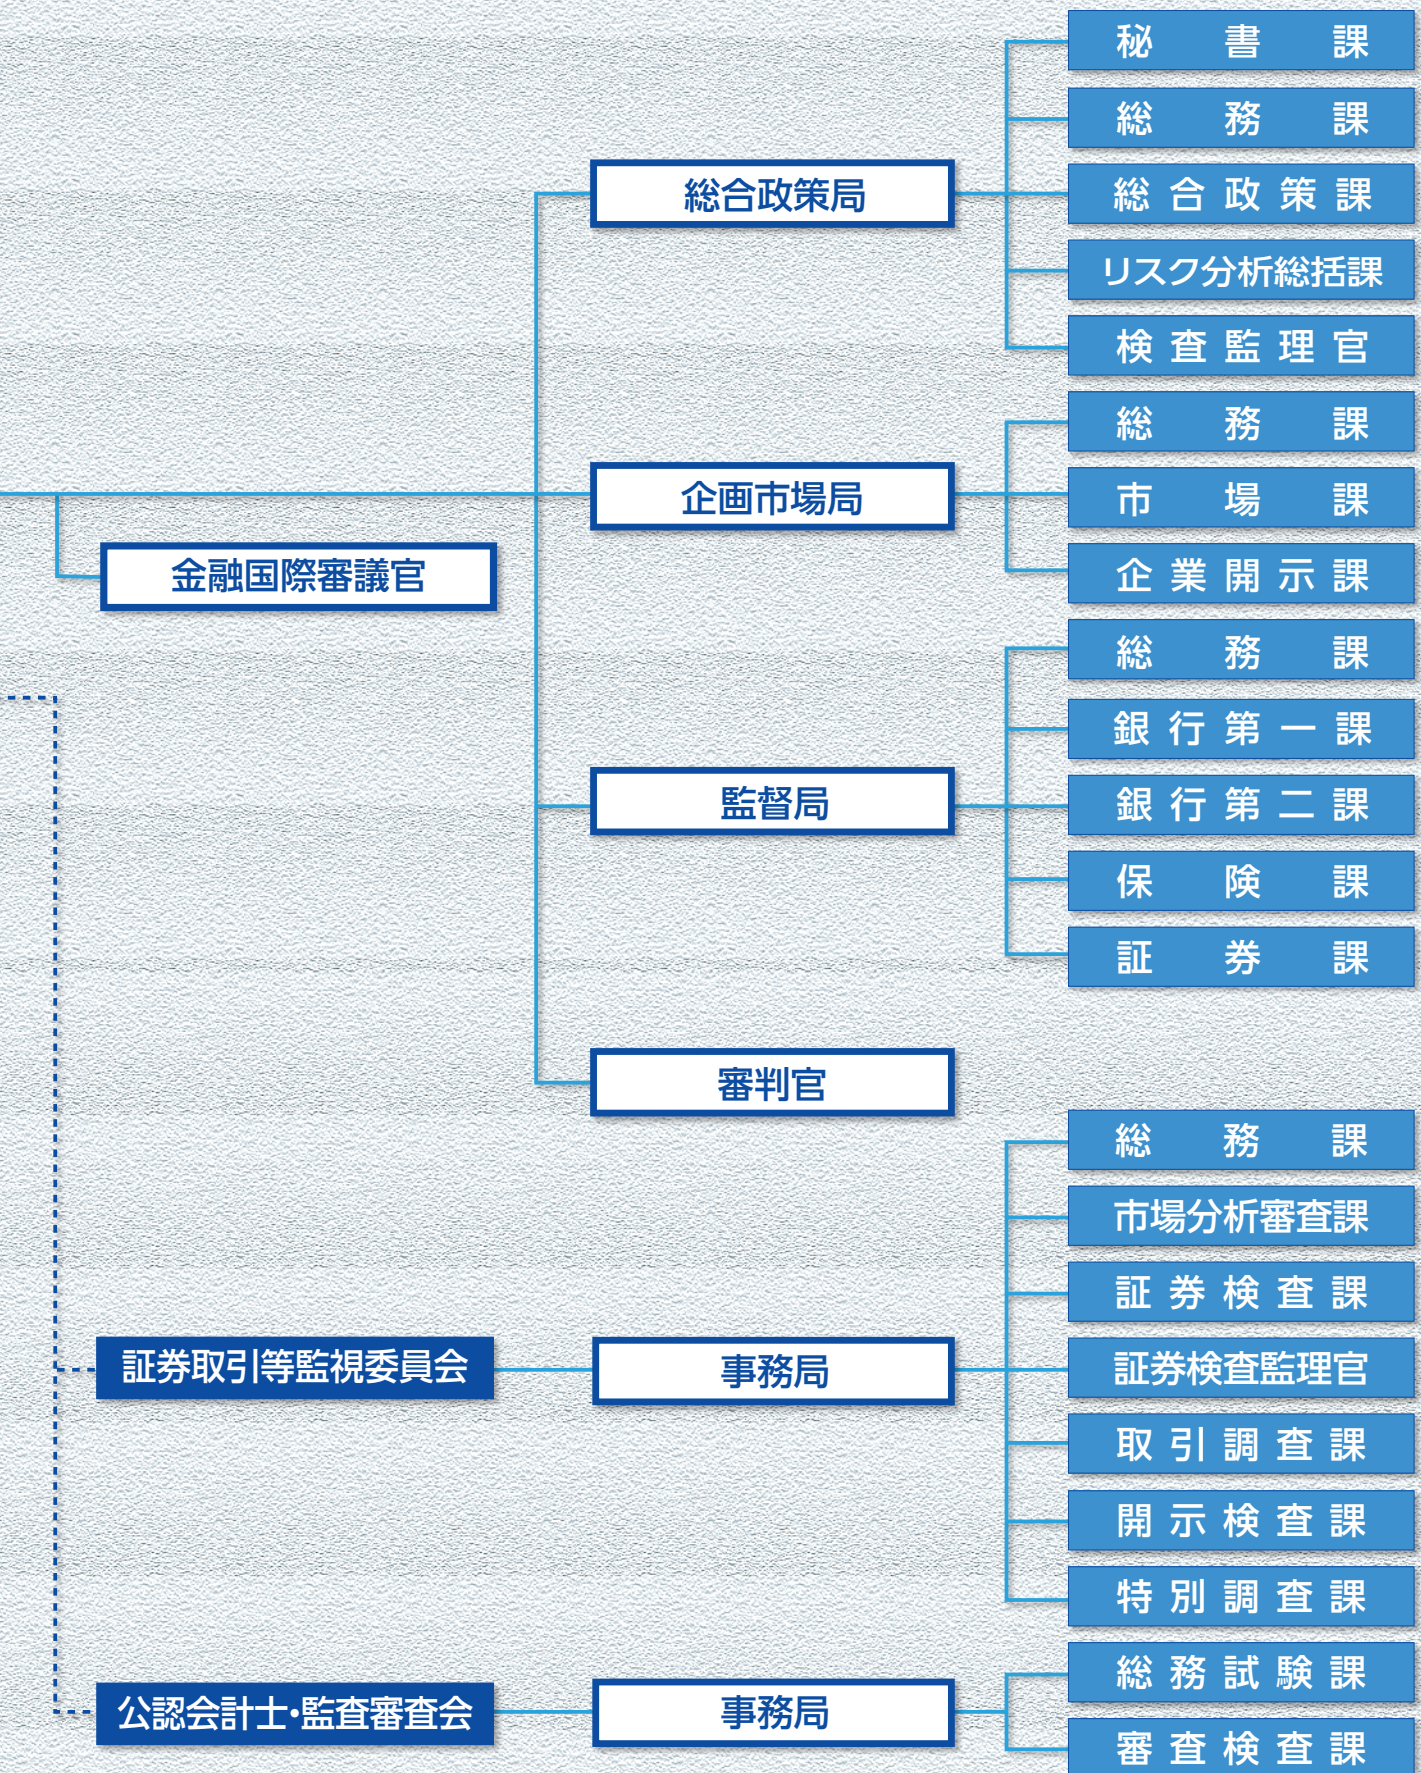 秘書課
総務課
総合政策局
総合政策課
リスク分析総括課
検査監理官
総務課
企画市場局
市場課
金融国際審議官
企業開示課
総務課
銀行第一課
監督局
銀行第二課
保険課
証券課
審判官
総務課
市場分析審査課
証券検査課
証券取引等監視委員会
事務局
証券検査監理官
取引調査課
開示検査課
特別調査課
総務試験課
公認会計士・監査審査会
事務局
審査検査課